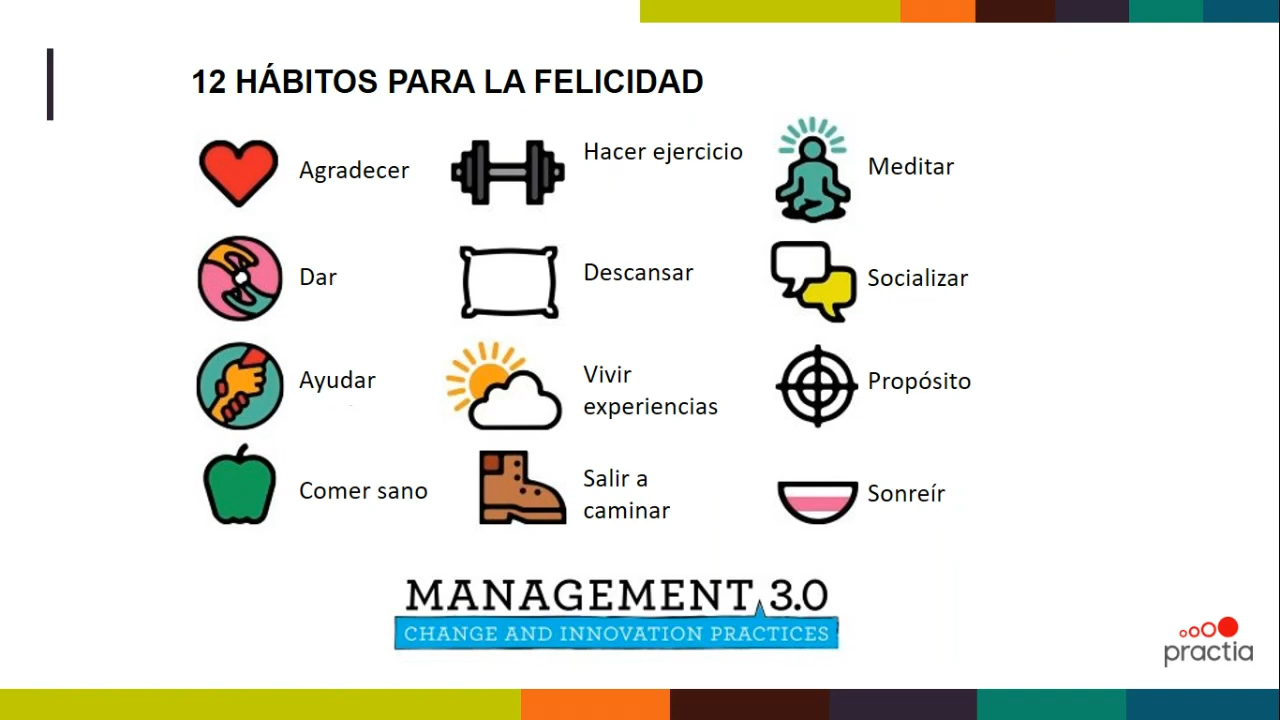 12 HÁBITOS PARA LA FELICIDAD
Agradecer
Hacer ejercicio
Meditar
Dar
Descansar
Socializar
Ayudar
Vivir
experiencias
Propósito
Comer sano
Salir a
caminar
Sonreír
MANAGEMENT 3.0
CHANGE AND INNOVATION PRACTICES
practia